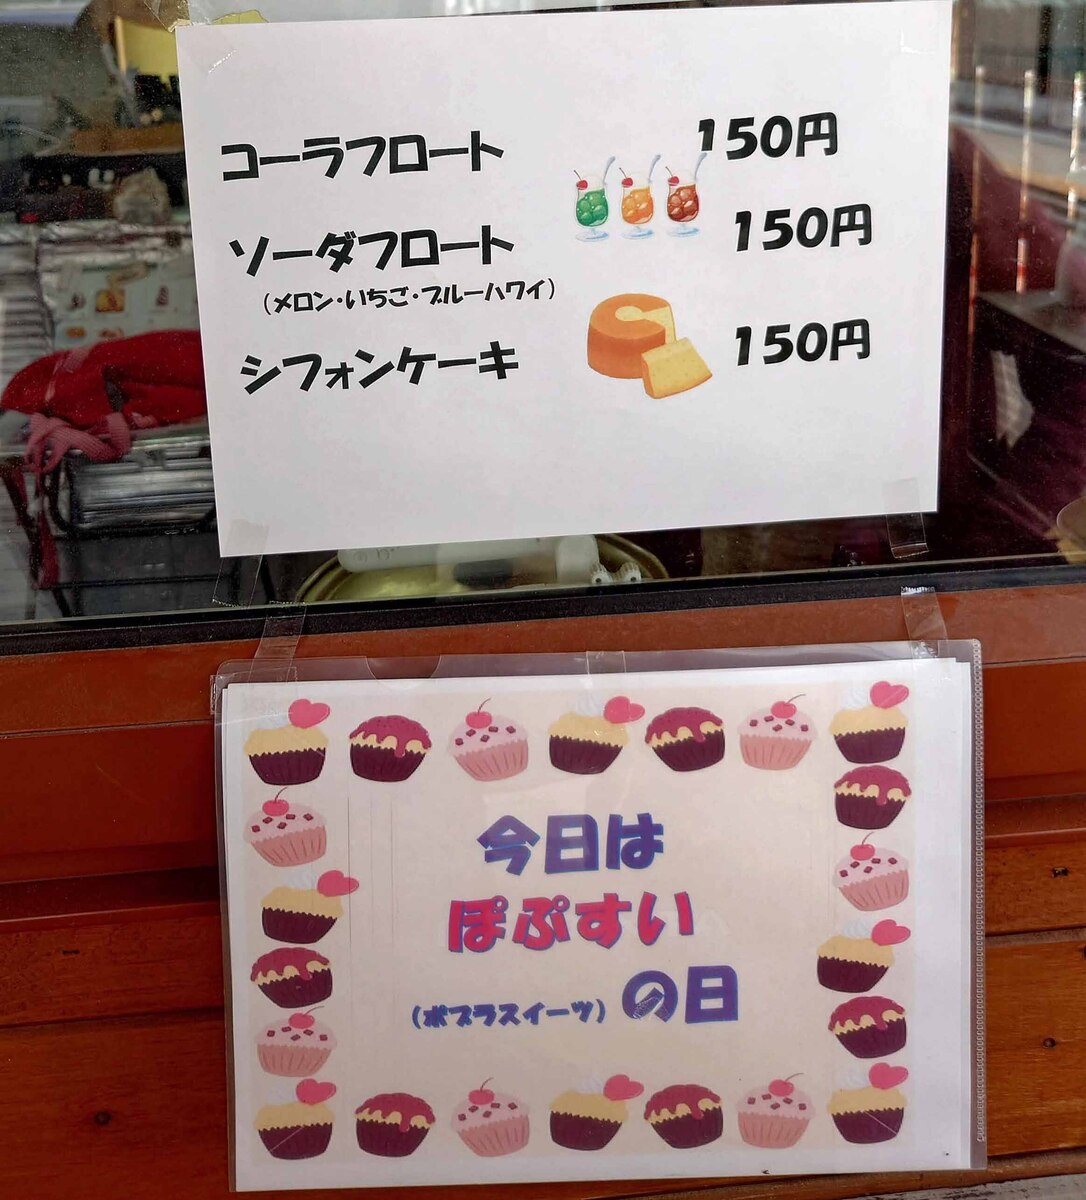 コーラフロート 150円
ソーダフロート 150円
(メロン・いちご・ブルーハワイ)
シフォンケーキ 150円
今日は
ぽぷすい
(ポプラスイーツ)の日